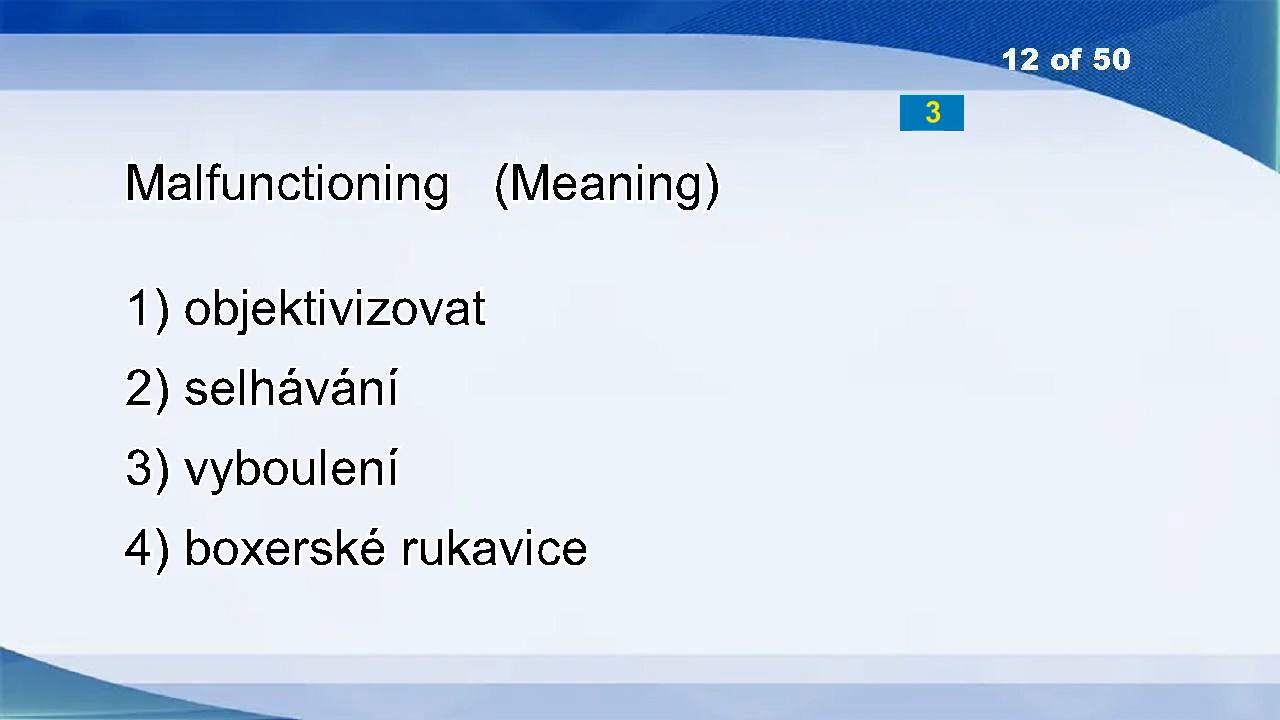 12 of 50
3
Malfunctioning (Meaning)
1) objektivizovat
2) selhávání
3) vyboulení
4) boxerské rukavice